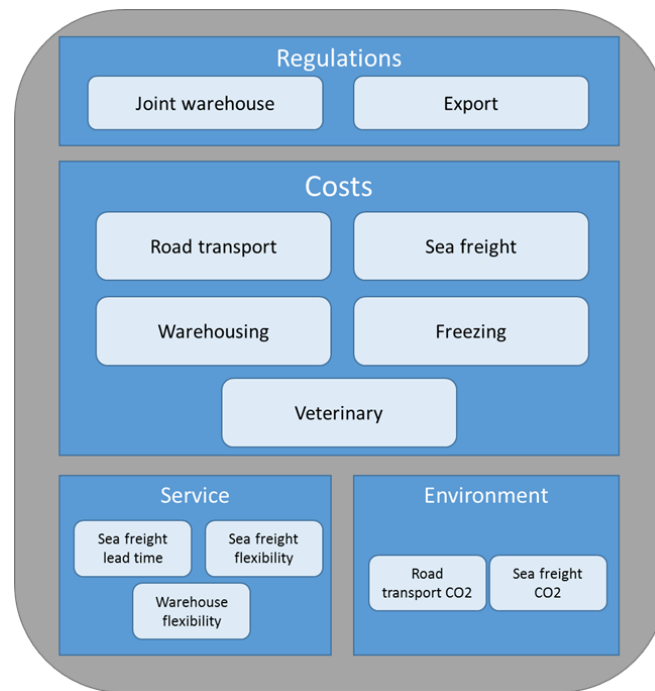 Regulations
Joint warehouse
Export
Costs
Road transport
Sea freight
Warehousing
Freezing
Veterinary
Service
Sea freight
lead time
Sea freight
flexibility
Warehouse
flexibility
Environment
Road
transport CO2
Sea freight
CO2